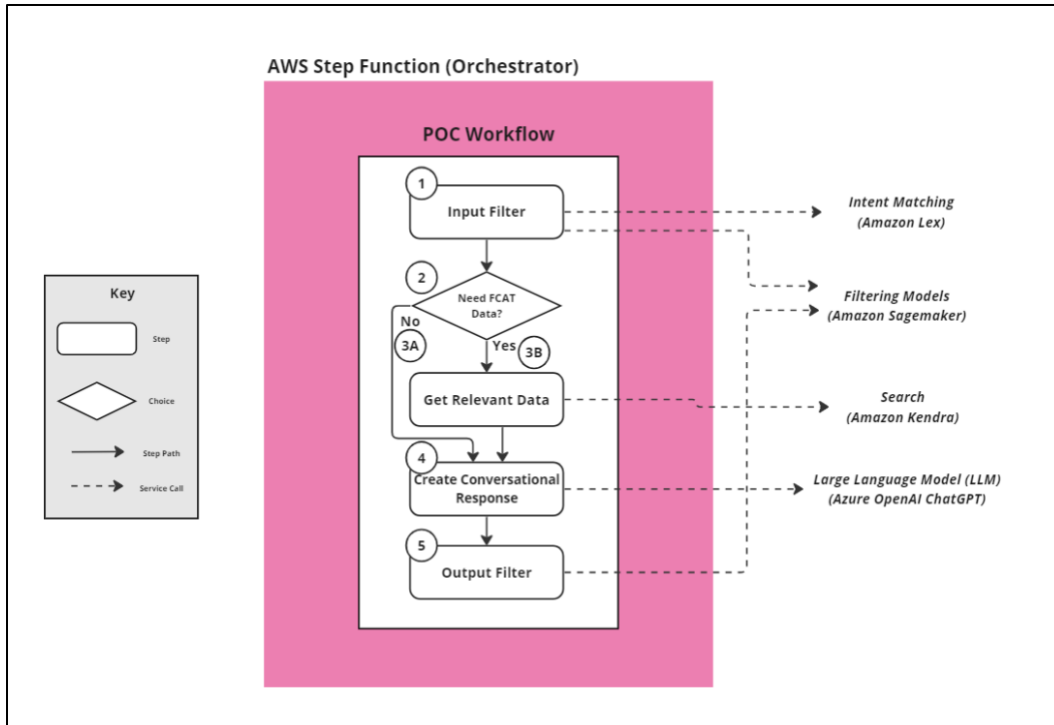 AWS Step Function (Orchestrator)
POC Workflow
1
Input Filter
2
Need FCAT
Data?
No
3A
Yes
3B
Get Relevant Data
4
Create Conversational
Response
5
Output Filter
Intent Matching
(Amazon Lex)
Filtering Models
(Amazon Sagemaker)
Search
(Amazon Kendra)
Large Language Model (LLM)
(Azure OpenAI ChatGPT)
Key
Step
Choice
Step Path
Service Call